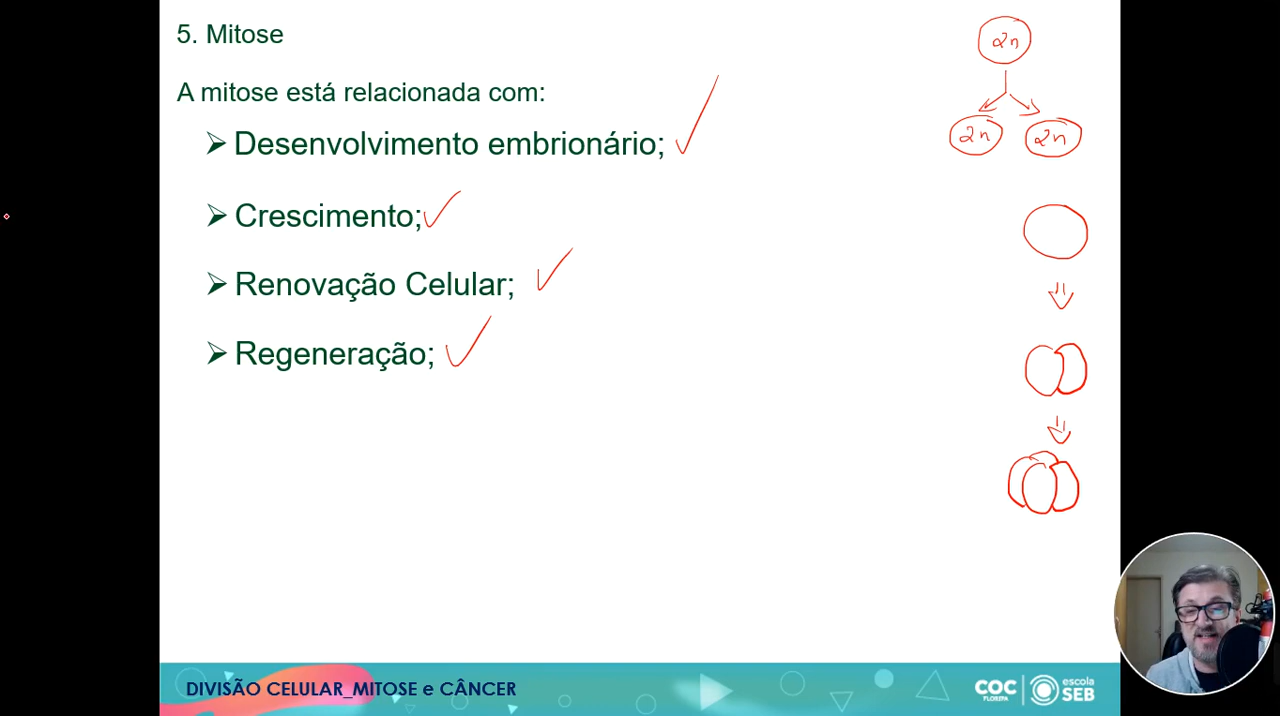 5. Mitose
A mitose está relacionada com:
Desenvolvimento embrionário;
Crescimento;
Renovação Celular;
Regeneração;
2n
2n
2n
DIVISÃO CELULAR_MITOSE e CÂNCER
COC
FLORIPA
escola
SEB